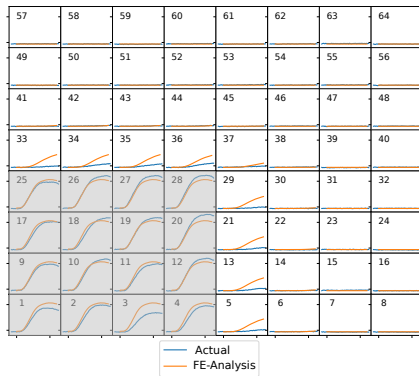 57 58 59 60 61 62 63 64
49 50 51 52 53 54 55 56
41 42 43 44 45 46 47 48
33 34 35 36 37 38 39 40
25 26 27 28 29 30 31 32
17 18 19 20 21 22 23 24
9 10 11 12 13 14 15 16
1 2 3 4 5 6 7 8
Actual
FE-Analysis